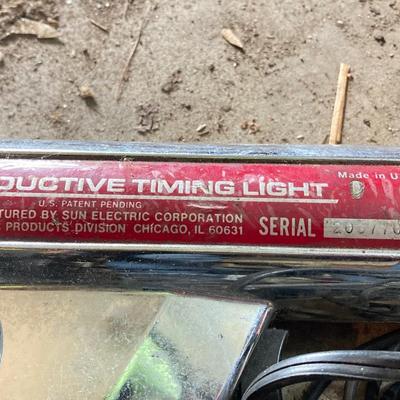 DUCTIVE TIMING LIGHT
Made in U
U.S. PATENT PENDING
TURED BY SUN ELECTRIC CORPORATION
PRODUCTS DIVISION CHICAGO, IL 60631
SERIAL